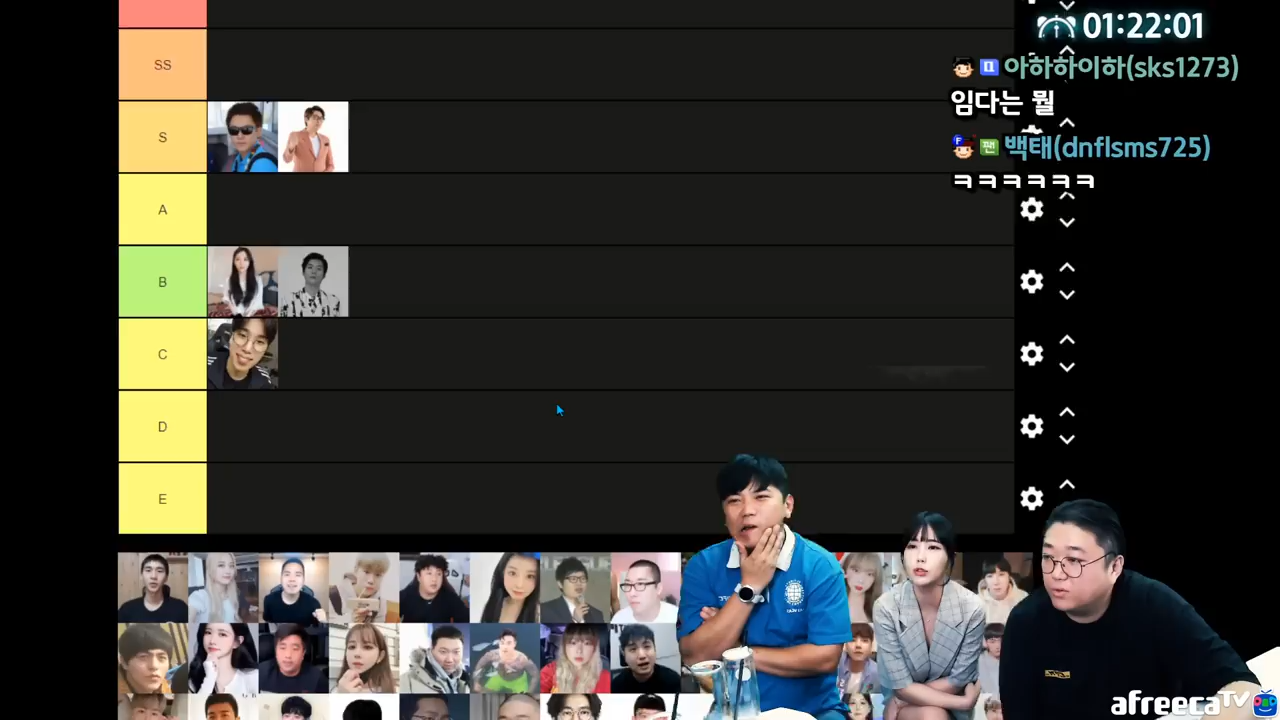 01:22:01
SS
아하하이하(sks1273)
임다는 뭘
S
팬 백태(dnflsms725)
ㅋㅋㅋㅋㅋㅋ
A
B
C
D
E
afreecaTV